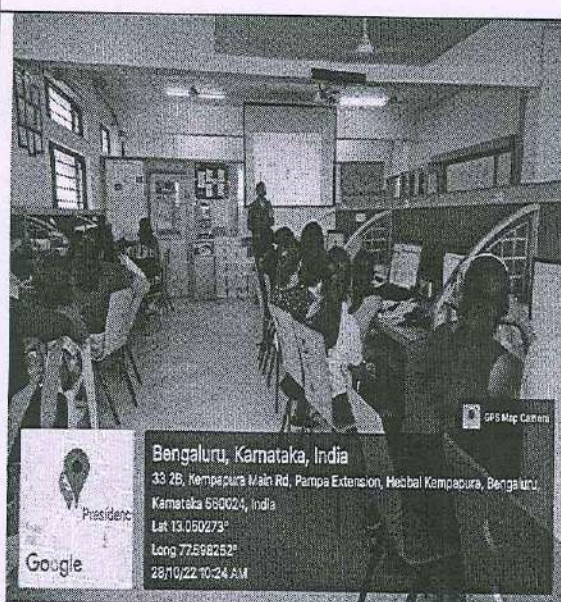 GPS Map Camera
Bengaluru, Karnataka, India
33 2B, Kempapura Main Rd, Pampa Extension, Hebbal Kempapura, Bengaluru,
Karnataka 560024, India
Lat 13.050273°
Long 77.598252°
28/10/22 10:24 AM
Presidenc
Google